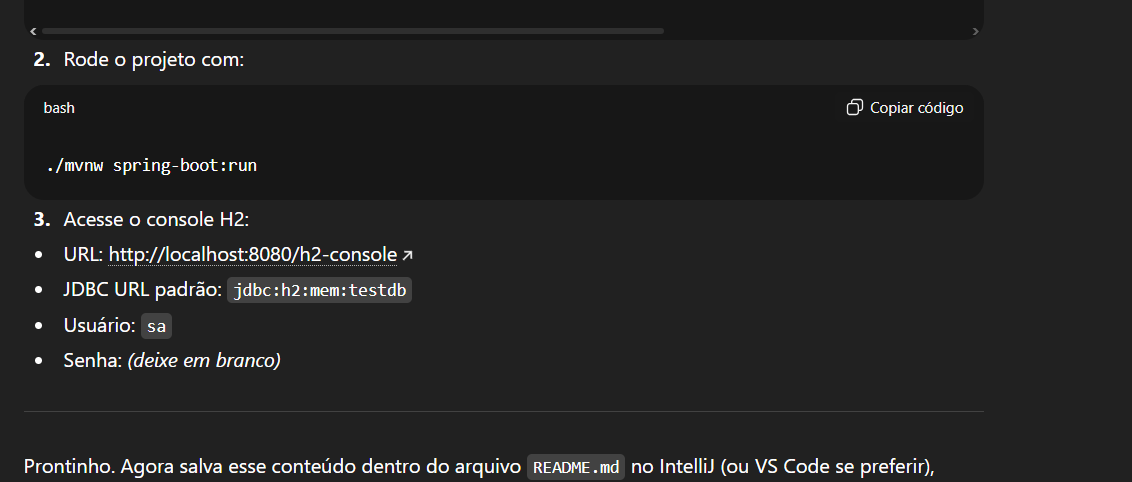 2. Rode o projeto com:
bash
Copiar código
./mvnw spring-boot:run
3. Acesse o console H2:
• URL: http://localhost:8080/h2-console ↗
• JDBC URL padrão: jdbc:h2:mem:testdb
• Usuário: sa
• Senha: (deixe em branco)
Prontinho. Agora salva esse conteúdo dentro do arquivo README.md no IntelliJ (ou VS Code se preferir),